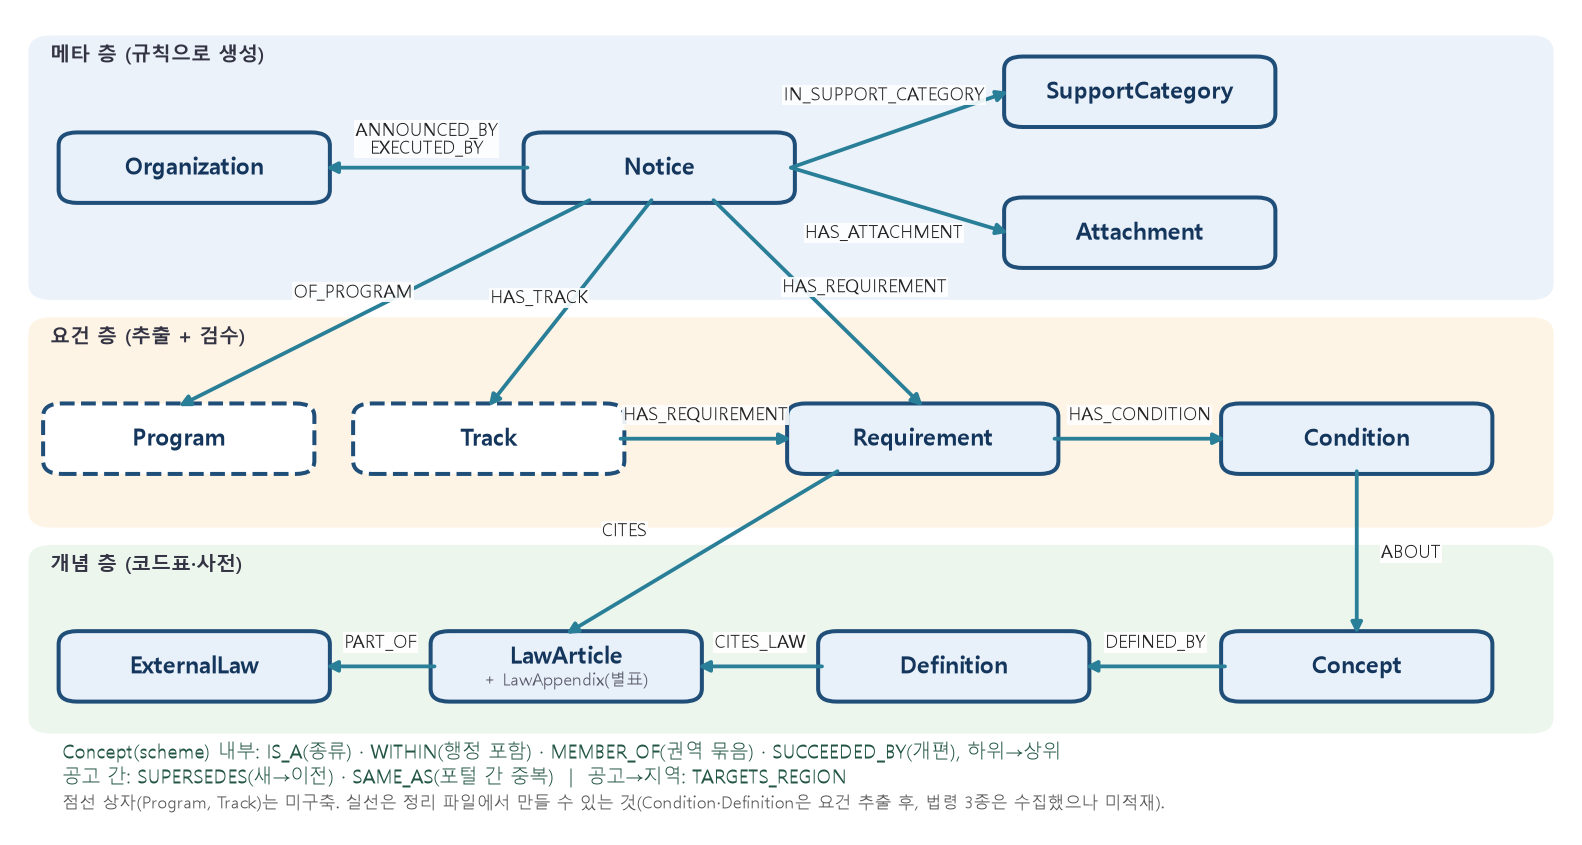 메타 층 (규칙으로 생성)
SupportCategory
IN_SUPPORT_CATEGORY
ANNOUNCED_BY
EXECUTED_BY
Organization
Notice
HAS_ATTACHMENT
Attachment
OF_PROGRAM
HAS_TRACK
HAS_REQUIREMENT
요건 층 (추출 + 검수)
Program
Track
HAS_REQUIREMENT
Requirement
HAS_CONDITION
Condition
CITES
ABOUT
개념 층 (코드표·사전)
ExternalLaw
PART_OF
LawArticle
+ LawAppendix(별표)
CITES_LAW
Definition
DEFINED_BY
Concept
Concept(scheme) 내부: IS_A(종류) · WITHIN(행정 포함) · MEMBER_OF(권역 묶음) · SUCCEEDED_BY(개편), 하위→상위
공고 간: SUPERSEDES(새→이전) · SAME_AS(포털 간 중복) | 공고→지역: TARGETS_REGION
점선 상자(Program, Track)는 미구축. 실선은 정리 파일에서 만들 수 있는 것(Condition·Definition은 요건 추출 후, 법령 3종은 수집했으나 미적재).